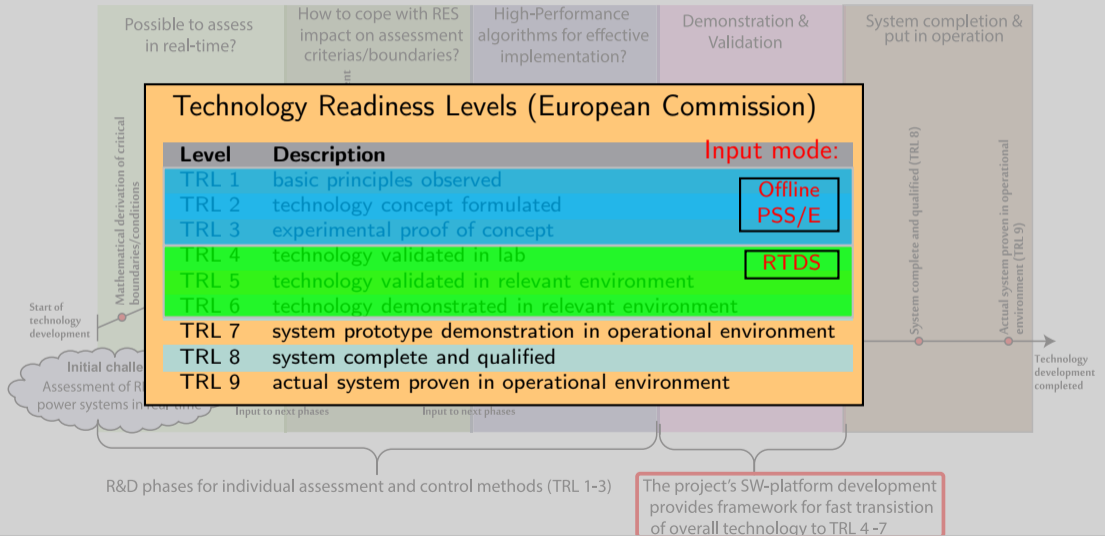 Possible to assess
in real-time?
How to cope with RES
impact on assessment
criterias/boundaries?
High-Performance
algorithms for effective
implementation?
Demonstration &
Validation
System completion &
put in operation
Technology Readiness Levels (European Commission)
Level Description Input mode:
TRL 1 basic principles observed
TRL 2 technology concept formulated
TRL 3 experimental proof of concept
Offline
PSS/E
TRL 4 technology validated in lab
TRL 5 technology validated in relevant environment
TRL 6 technology demonstrated in relevant environment
RTDS
TRL 7 system prototype demonstration in operational environment
TRL 8 system complete and qualified
TRL 9 actual system proven in operational environment
Mathematical derivation of critical
boundaries/conditions
System complete and qualified (TRL 8)
Actual system proven in operational
environment (TRL 9)
Start of
technology
development
Technology
development
completed
Initial
Assessment of
power systems in
Input to next phases
Input to next phases
R&D phases for individual assessment and control methods (TRL 1-3)
The project's SW-platform development
provides framework for fast transistion
of overall technology to TRL 4 -7